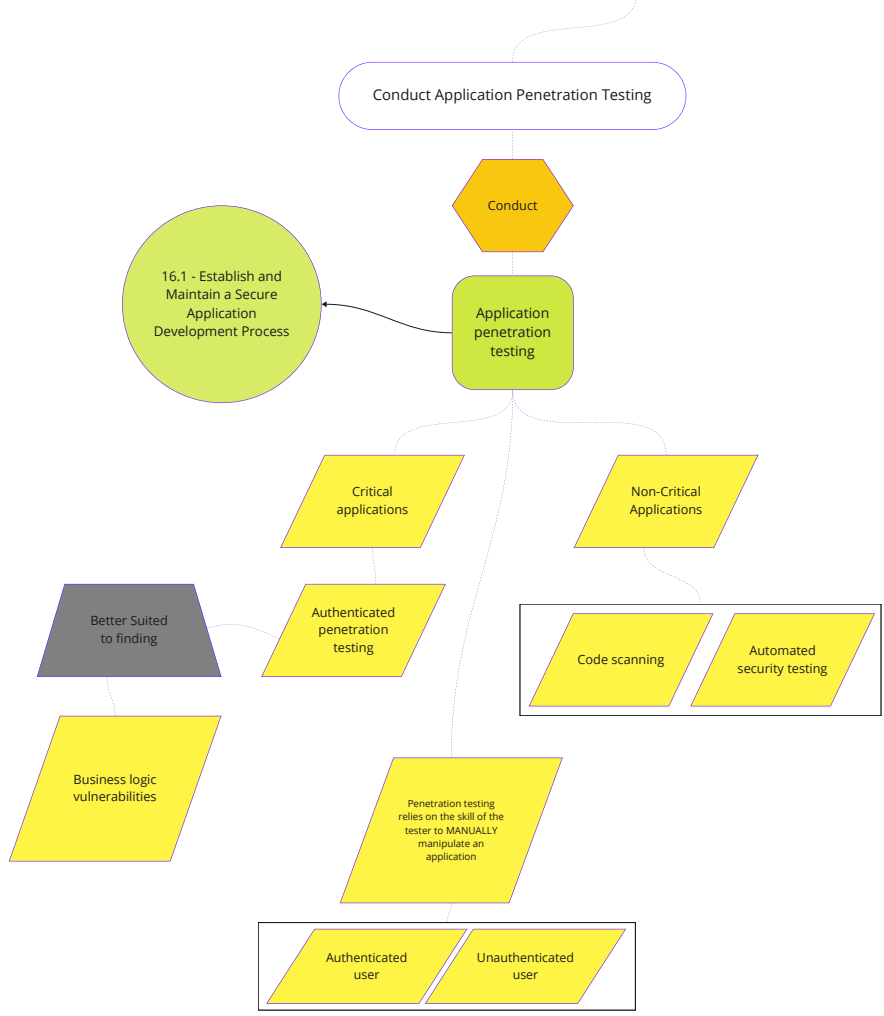 Conduct Application Penetration Testing
Conduct
16.1 - Establish and
Maintain a Secure
Application
Development Process
Application
penetration
testing
Critical
applications
Non-Critical
Applications
Better Suited
to finding
Authenticated
penetration
testing
Code scanning
Automated
security testing
Business logic
vulnerabilities
Penetration testing
relies on the skill of the
tester to MANUALLY
manipulate an
application
Authenticated
user
Unauthenticated
user